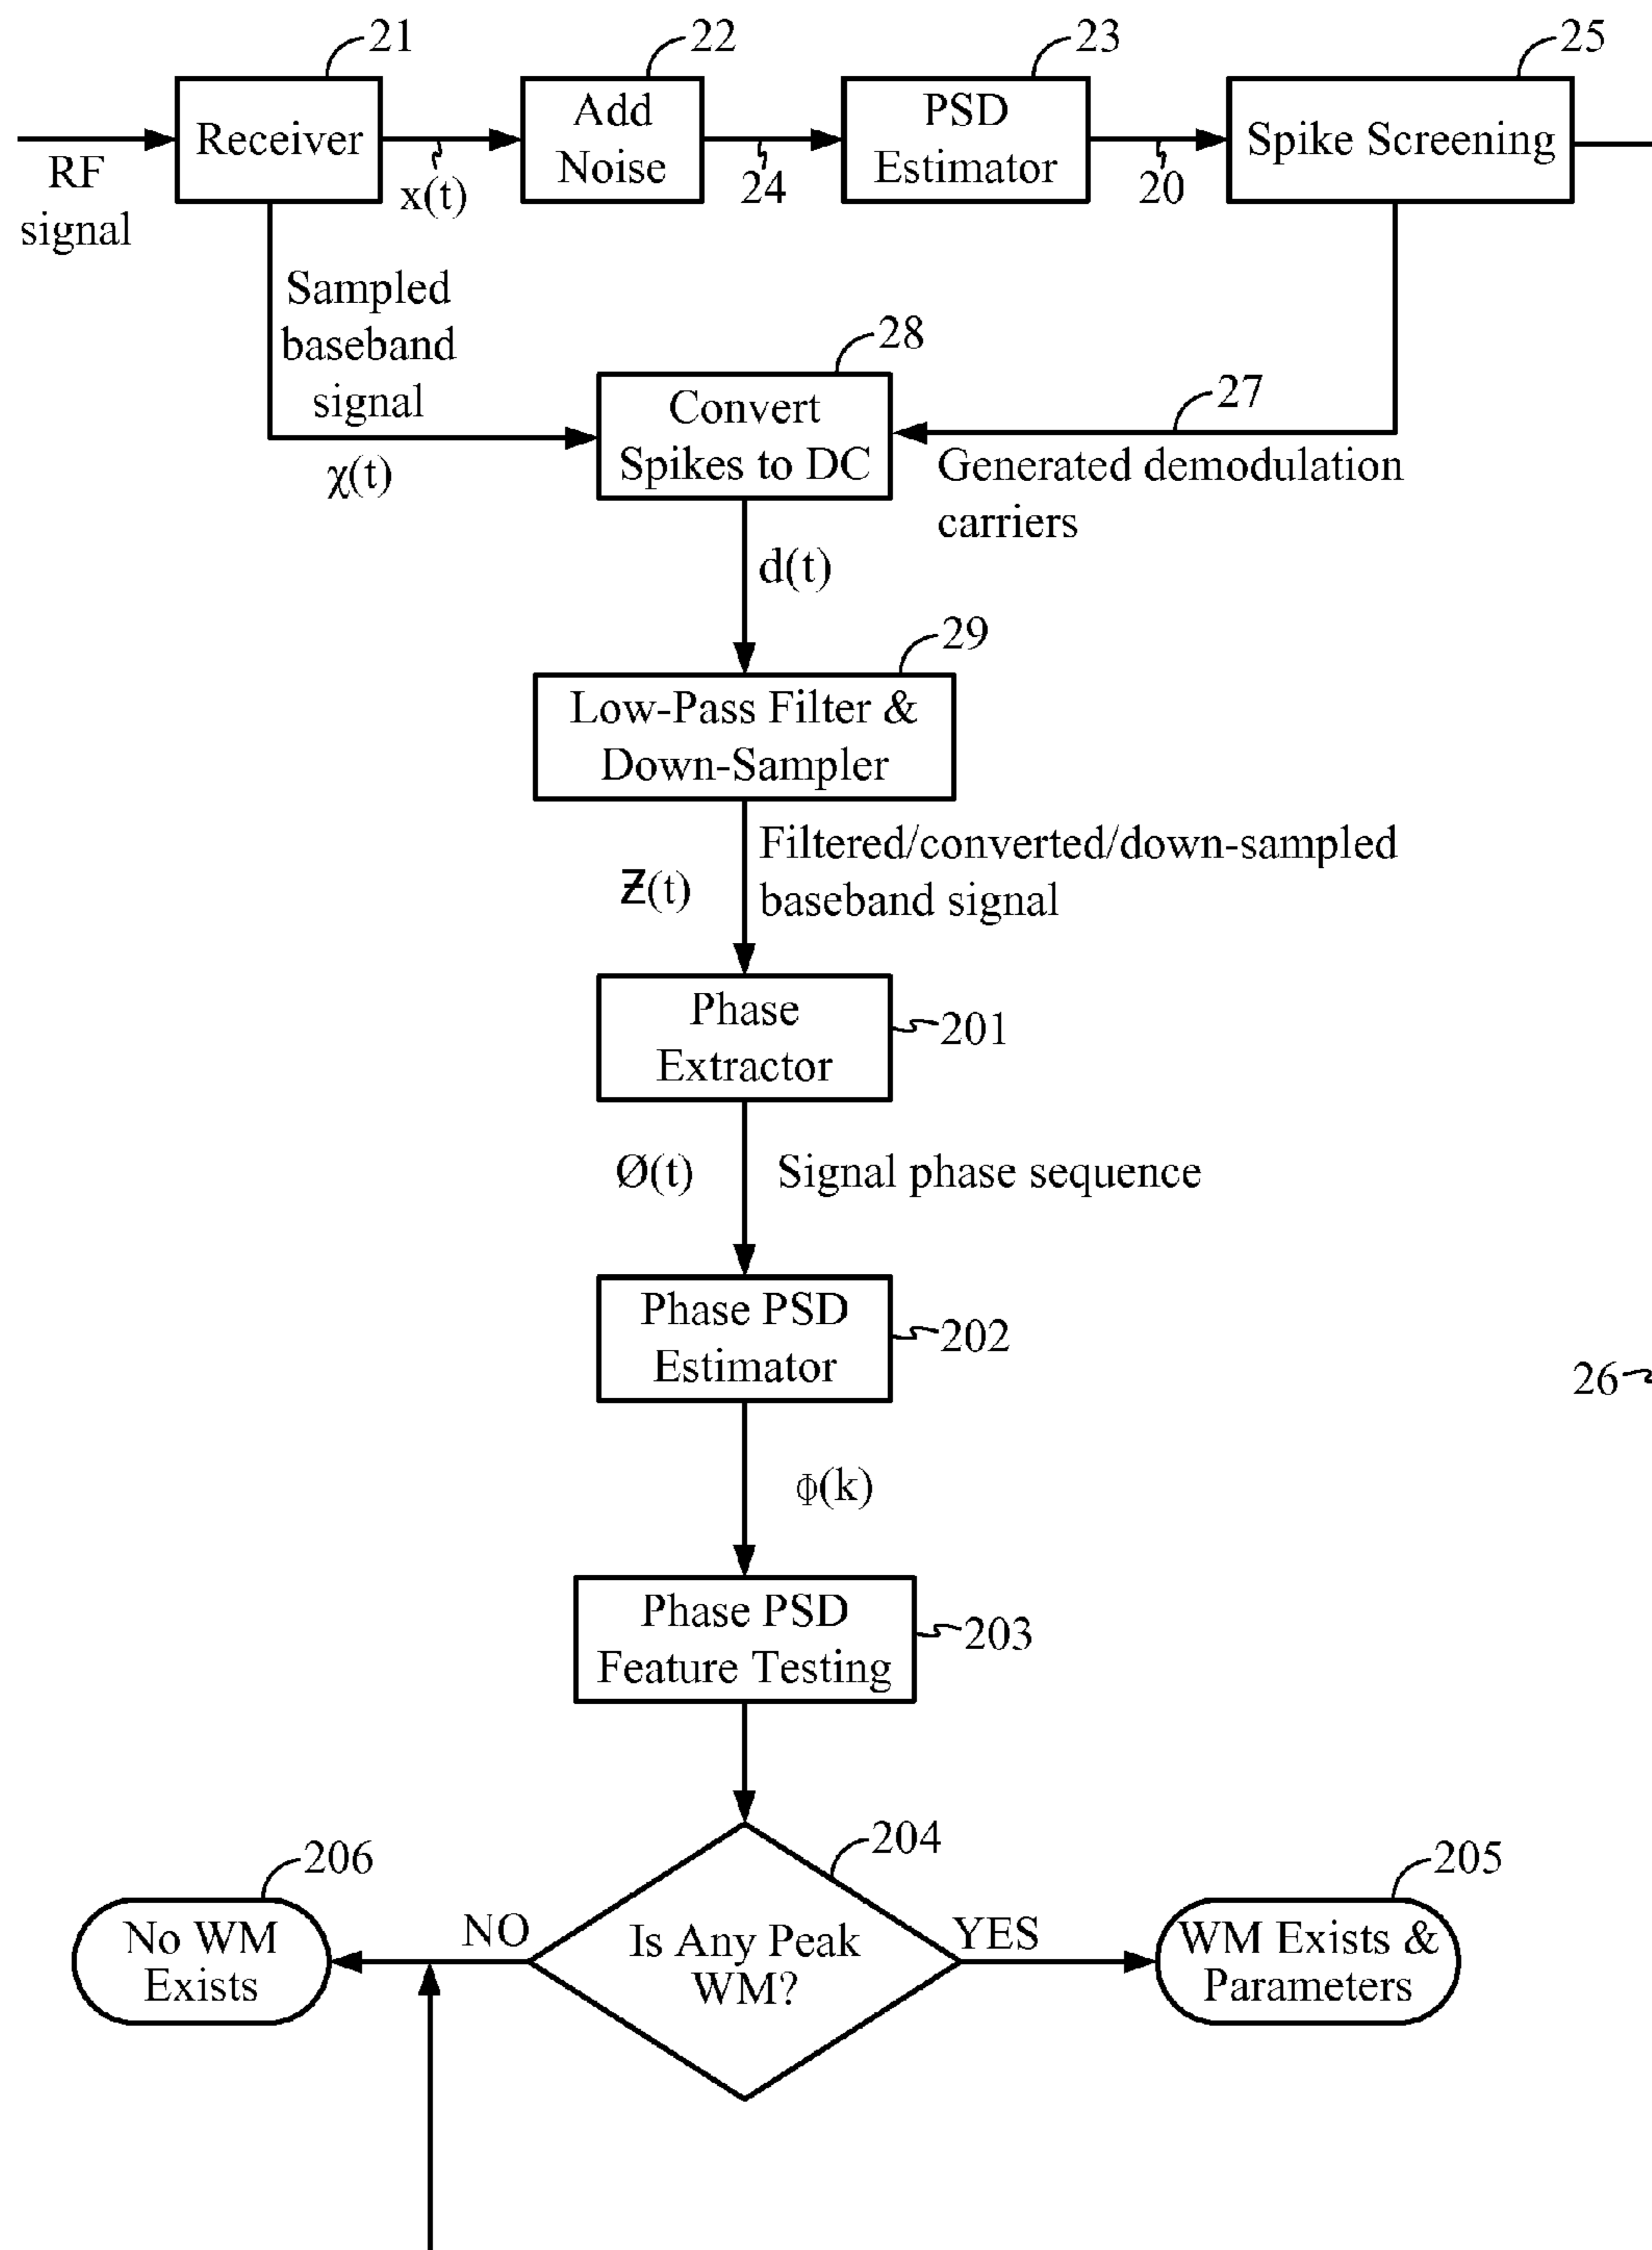 21
22
23
25
Receiver
Add
Noise
PSD
Estimator
Spike Screening
RF
signal
x(t)
24
20
Sampled
baseband
signal
χ(t)
28
Convert
Spikes to DC
27
Generated demodulation
carriers
d(t)
29
Low-Pass Filter &
Down-Sampler
Ƶ(t)
Filtered/converted/down-sampled
baseband signal
Phase
Extractor
201
Ø(t)
Signal phase sequence
Phase PSD
Estimator
202
26
Φ(k)
Phase PSD
Feature Testing
203
204
206
205
No WM
Exists
NO
Is Any Peak
WM?
YES
WM Exists &
Parameters